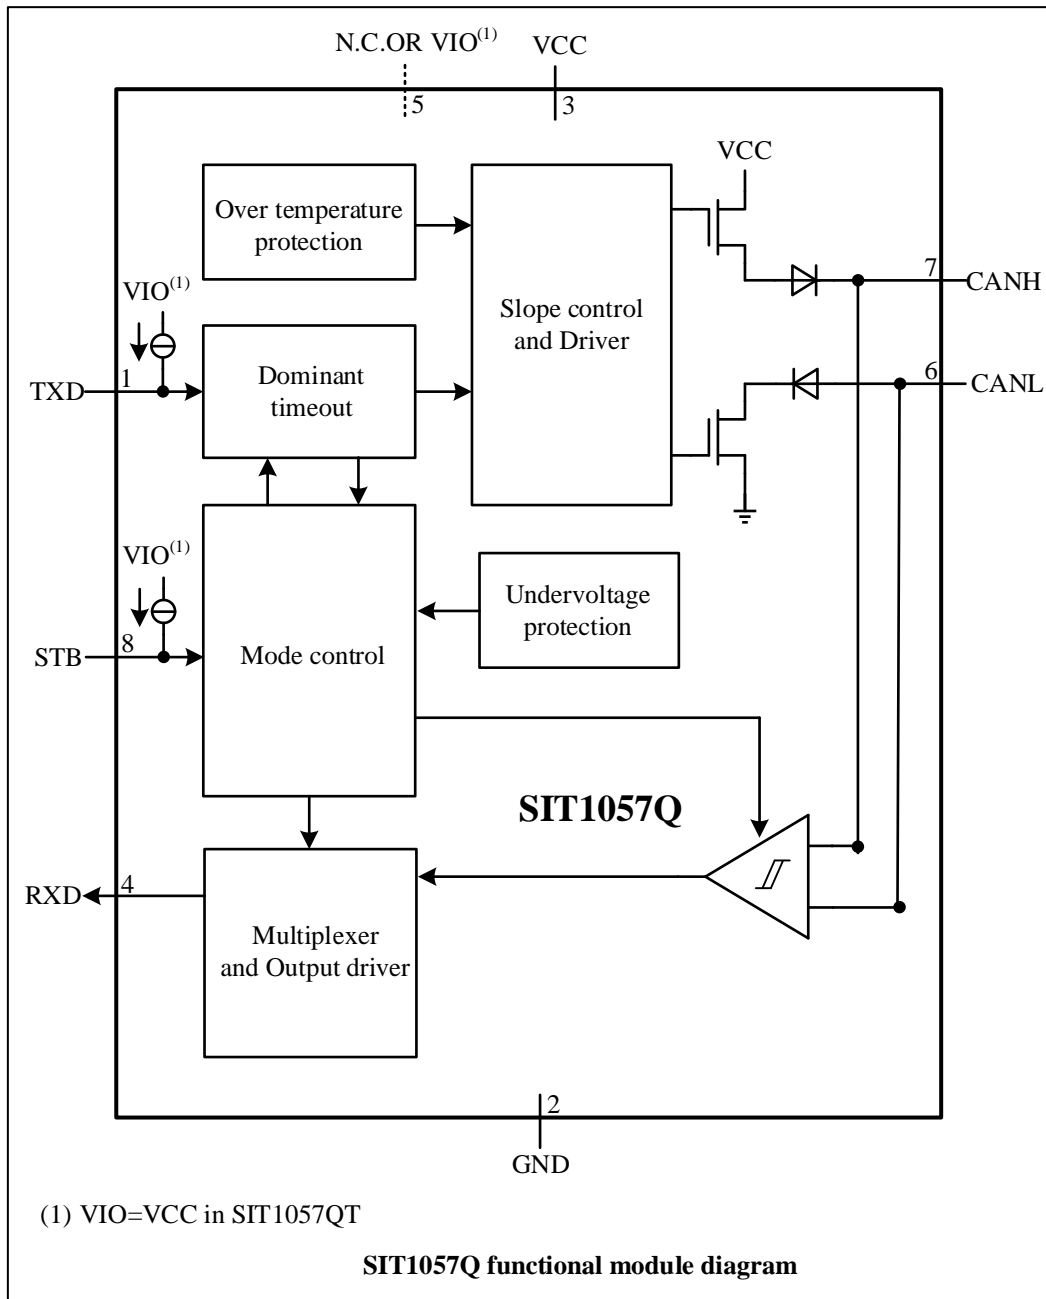 N.C.OR VIO(1)
VCC
5
3
VCC
Over temperature
protection
7
CANH
VIO(1)
Slope control
and Driver
TXD
1
Dominant
timeout
6
CANL
VIO(1)
Undervoltage
protection
STB
8
Mode control
SIT1057Q
RXD
4
Multiplexer
and Output driver
2
GND
(1) VIO=VCC in SIT1057QT
SIT1057Q functional module diagram